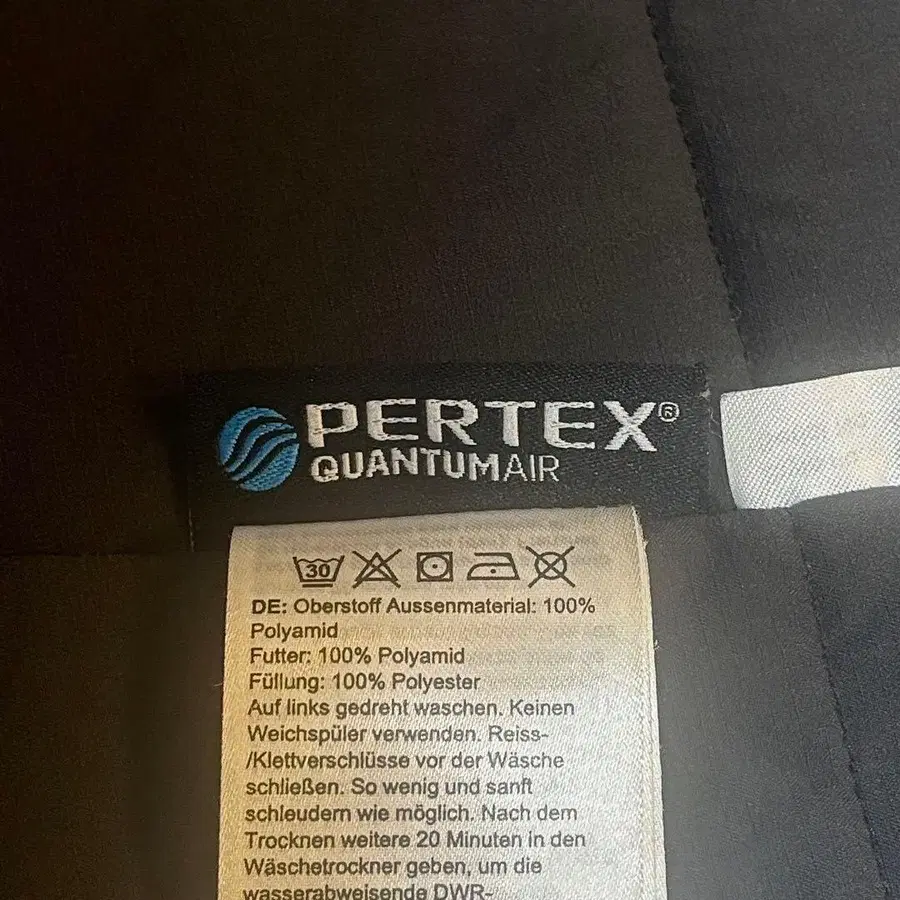 PERTEX®
QUANTUMAIR
30
DE: Oberstoff Aussenmaterial: 100%
Polyamid
Futter: 100% Polyamid
Füllung: 100% Polyester
Auf links gedreht waschen. Keinen
Weichspüler verwenden. Reiss-
/Klettverschlüsse vor der Wäsche
schließen. So wenig und sanft
schleudern wie möglich. Nach dem
Trocknen weitere 20 Minuten in den
Wäschetrockner geben, um die
wasserabweisende DWR-